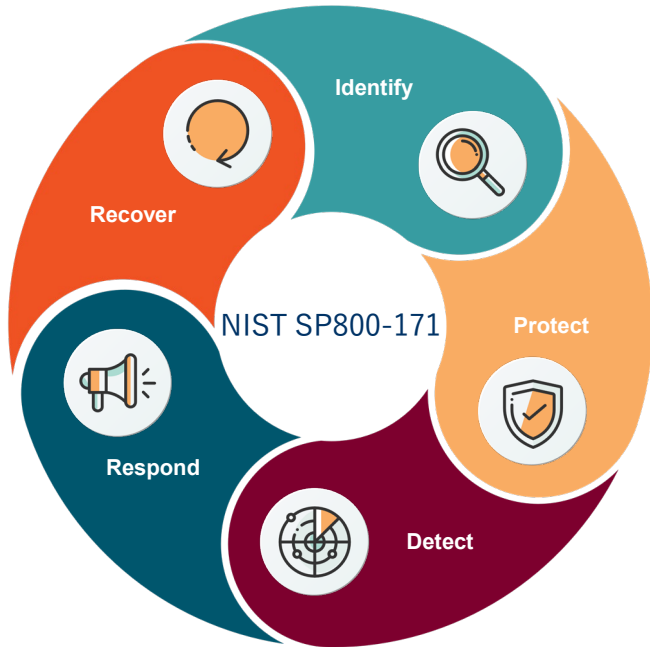 Identify
Protect
Detect
Respond
Recover
NIST SP800-171